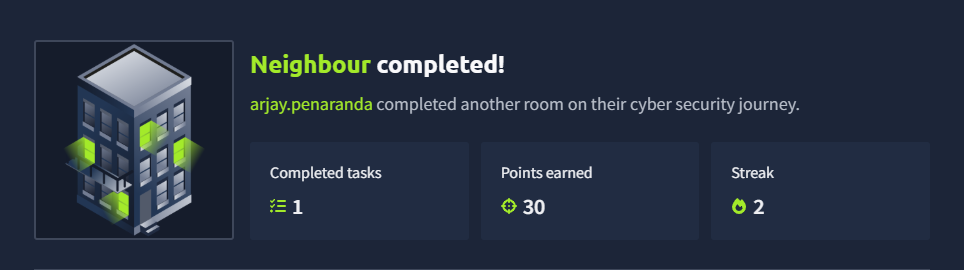 Neighbour completed!
arjay.penaranda completed another room on their cyber security journey.
Completed tasks
1
Points earned
30
Streak
2